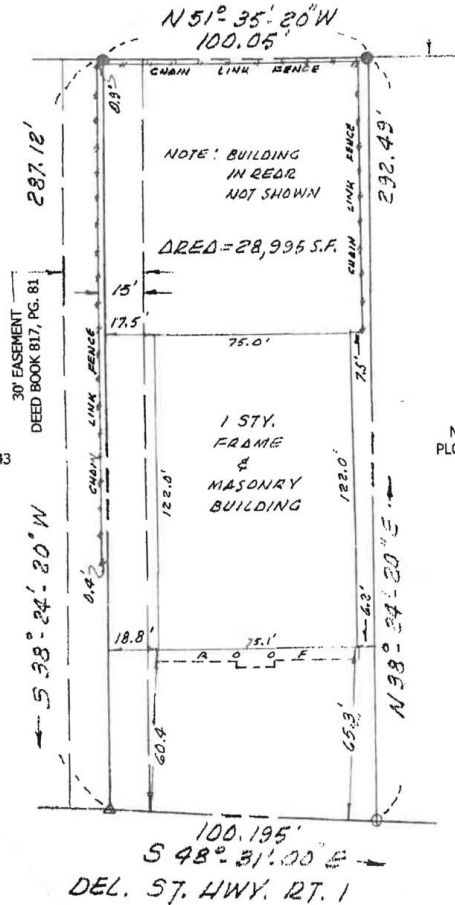 N 51° 35' 20" W
100.05'
CHAIN LINK FENCE
0.9'
287.12'
292.49'
NOTE: BUILDING
IN REAR
NOT SHOWN
CHAIN LINK FENCE
AREA = 28,995 S.F.
30' EASEMENT
DEED BOOK 817, PG. 81
15'
17.5'
75.0'
7.5'
CHAIN LINK FENCE
1 STY.
FRAME
&
MASONRY
BUILDING
43
PLO
122.0'
122.0'
0.4'
S 38° 24' 20" W
N 38° 24' 20" E
18.8'
75.1'
6.2'
ROOF
60.4'
65.3'
100.195'
S 48° 31' 00" E
DEL. ST. HWY. RT. 1